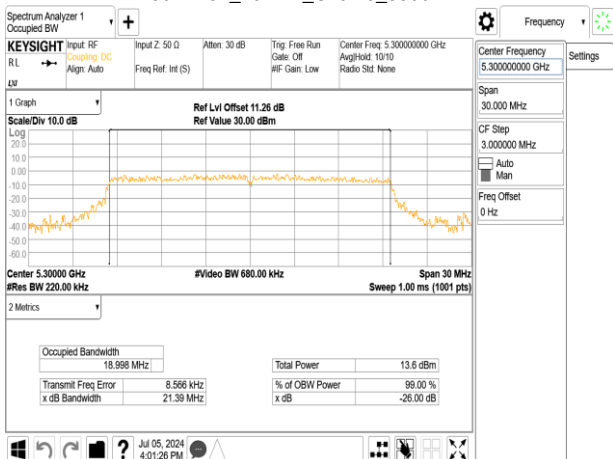 Spectrum Analyzer 1
Occupied BW
Frequency
KEYSIGHT
RL
Input: RF
Coupling: DC
Align: Auto
Input Z: 50 Ω
Freq Ref: Int (S)
Atten: 30 dB
Trig: Free Run
Gate: Off
#IF Gain: Low
Center Freq: 5.300000000 GHz
Avg|Hold: 10/10
Radio Std: None
LXI
1 Graph
Scale/Div 10.0 dB
Ref Lvl Offset 11.26 dB
Ref Value 30.00 dBm
Log
20.0
10.0
0.00
-10.0
-20.0
-30.0
-40.0
-50.0
-60.0
Center 5.30000 GHz
#Res BW 220.00 kHz
#Video BW 680.00 kHz
Span 30 MHz
Sweep 1.00 ms (1001 pts)
2 Metrics
Occupied Bandwidth
18.998 MHz
Transmit Freq Error 8.566 kHz
x dB Bandwidth 21.39 MHz
Total Power 13.6 dBm
% of OBW Power 99.00 %
x dB -26.00 dB
?
Jul 05, 2024
4:01:26 PM
Center Frequency
5.300000000 GHz
Span
30.000 MHz
CF Step
3.000000 MHz
Auto
Man
Freq Offset
0 Hz
Settings